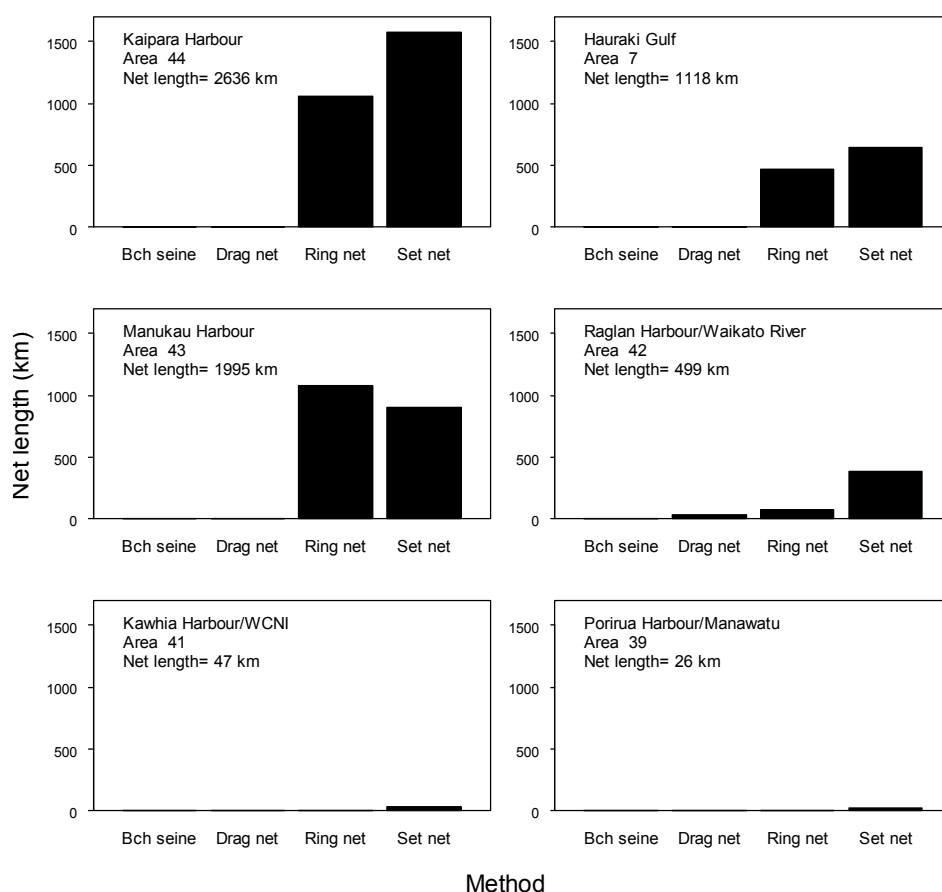 Kaipara Harbour
Area 44
Net length= 2636 km
1500
1000
500
0
Bch seine Drag net Ring net Set net
Hauraki Gulf
Area 7
Net length= 1118 km
1500
1000
500
0
Bch seine Drag net Ring net Set net
Net length (km)
Manukau Harbour
Area 43
Net length= 1995 km
1500
1000
500
0
Bch seine Drag net Ring net Set net
Raglan Harbour/Waikato River
Area 42
Net length= 499 km
1500
1000
500
0
Bch seine Drag net Ring net Set net
Kawhia Harbour/WCNI
Area 41
Net length= 47 km
1500
1000
500
0
Bch seine Drag net Ring net Set net
Porirua Harbour/Manawatu
Area 39
Net length= 26 km
1500
1000
500
0
Bch seine Drag net Ring net Set net
Method